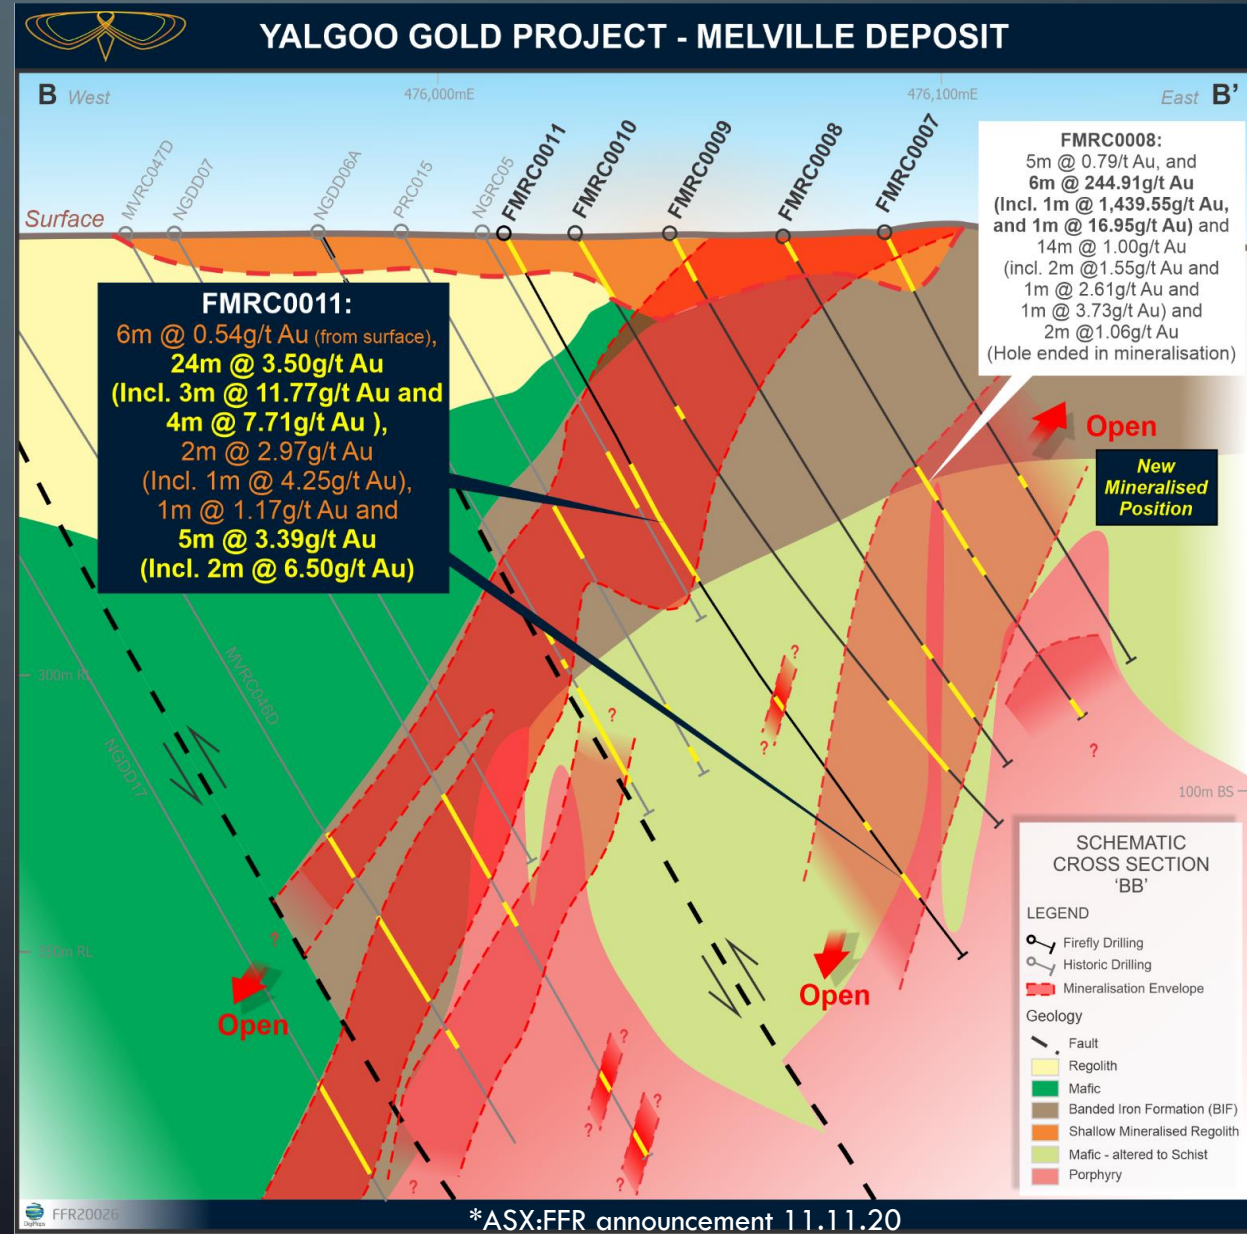 YALGOO GOLD PROJECT - MELVILLE DEPOSIT
B West
476,000mE
476,100mE
East B'
MVRC047D
NGDD07
NGDD06A
PRC015
NGRC05
FMRC0011
FMRC0010
FMRC0009
FMRC0008
FMRC0007
Surface
FMRC0008:
5m @ 0.79/t Au, and
6m @ 244.91g/t Au
(Incl. 1m @ 1,439.55g/t Au,
and 1m @ 16.95g/t Au) and
14m @ 1.00g/t Au
(incl. 2m @1.55g/t Au and
1m @ 2.61g/t Au and
1m @ 3.73g/t Au) and
2m @1.06g/t Au
(Hole ended in mineralisation)
FMRC0011:
6m @ 0.54g/t Au (from surface),
24m @ 3.50g/t Au
(Incl. 3m @ 11.77g/t Au and
4m @ 7.71g/t Au ),
2m @ 2.97g/t Au
(Incl. 1m @ 4.25g/t Au),
1m @ 1.17g/t Au and
5m @ 3.39g/t Au
(Incl. 2m @ 6.50g/t Au)
Open
New
Mineralised
Position
300m RL
MVRC046D
NGDD17
?
?
?
?
100m BS
?
RL
Open
Open
?
?
?
?
?
SCHEMATIC
CROSS SECTION
'BB'
LEGEND
Firefly Drilling
Historic Drilling
Mineralisation Envelope
Geology
Fault
Regolith
Mafic
Banded Iron Formation (BIF)
Shallow Mineralised Regolith
Mafic - altered to Schist
Porphyry
DigMaps
FFR20026
*ASX:FFR announcement 11.11.20